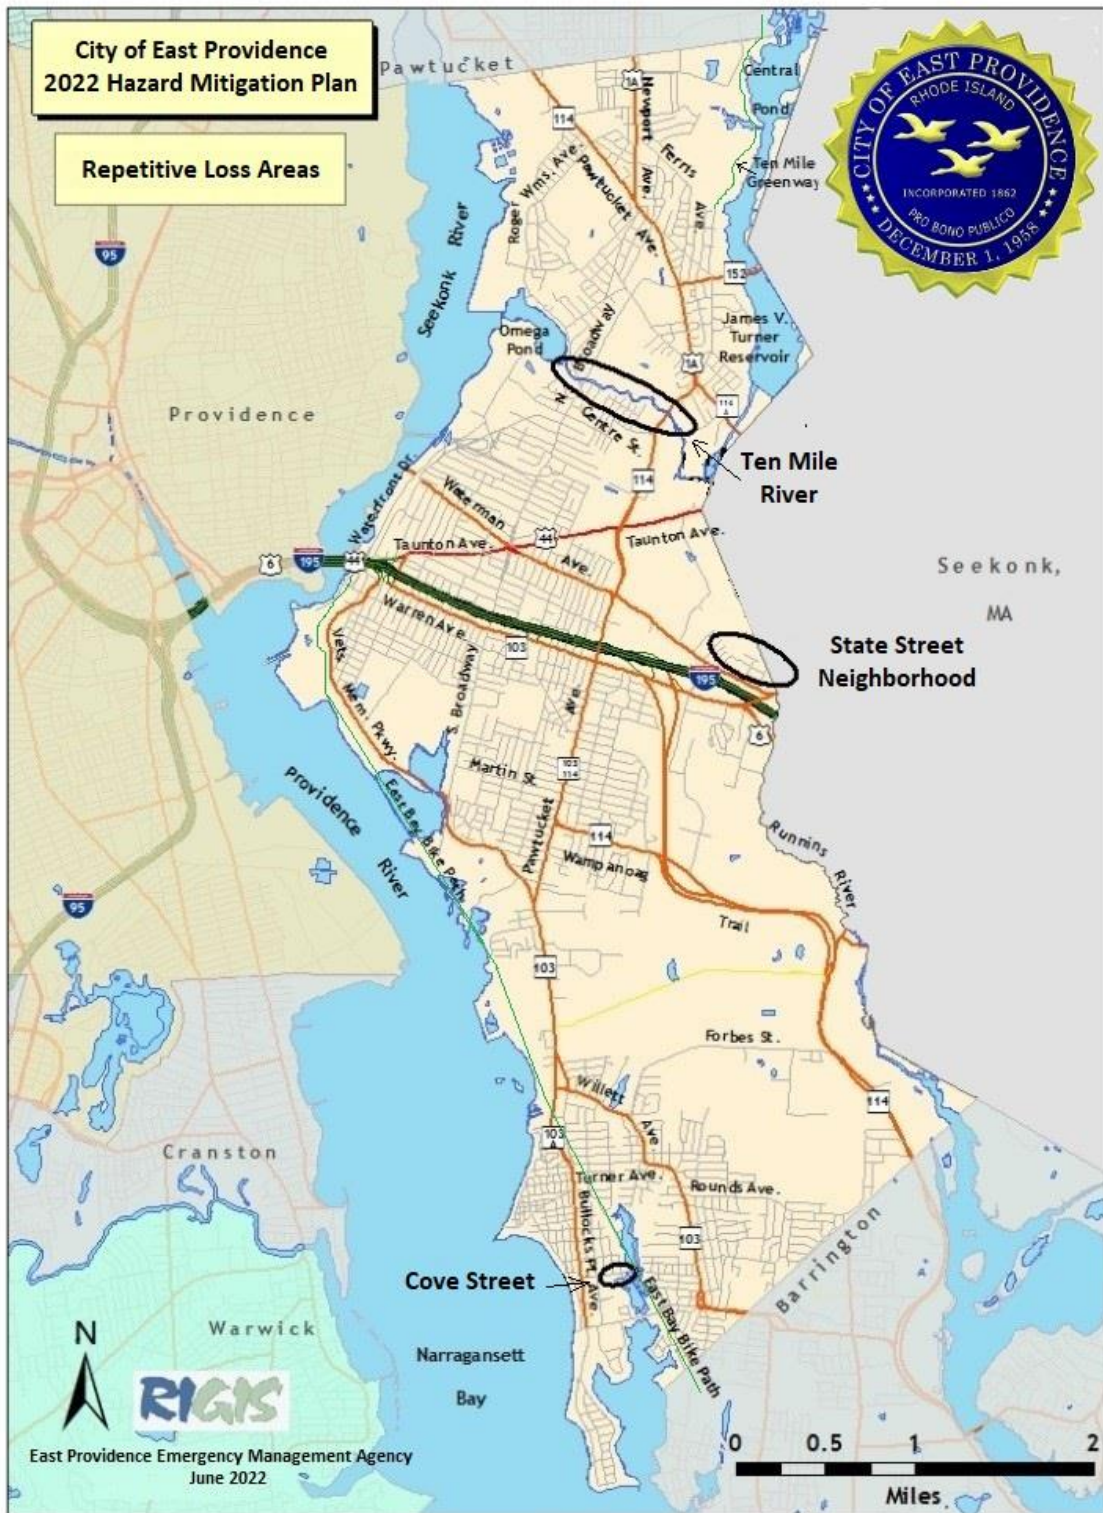 City of East Providence
2022 Hazard Mitigation Plan
Repetitive Loss Areas
CITY OF EAST PROVIDENCE
RHODE ISLAND
INCORPORATED 1862
PRO BONO PUBLICO
DECEMBER 1, 1958
Pawtucket
1A
Central
Pond
114
Newport
Ave.
Ferris
Ave.
Ten Mile
Greenway
Roger
Wms. Ave.
Pawtucket Ave.
95
Seekonk
River
152
Omega
Pond
James V.
Turner
Reservoir
N. Broadway
1A
114
A
Centre St.
Providence
Ten Mile
River
114
Waterfront Dr.
Waterman
Ave.
44
Taunton Ave.
Taunton Ave.
6
195
44
Seekonk,
MA
Warren Ave.
103
State Street
Neighborhood
195
Vets.
Mem. Pkwy.
S. Broadway
Ave.
6
Martin St.
103
114
Providence
River
East Bay Bike Path
Pawtucket
114
Wampanoag
Trail
Runnins
River
95
103
Forbes St.
Willett
Ave.
114
103
A
Cranston
Turner Ave.
Rounds Ave.
Bullocks Pt. Ave.
103
Barrington
Cove Street
East Bay Bike Path
Warwick
Narragansett
Bay
N
RIGIS
East Providence Emergency Management Agency
June 2022
0 0.5 1 2
Miles